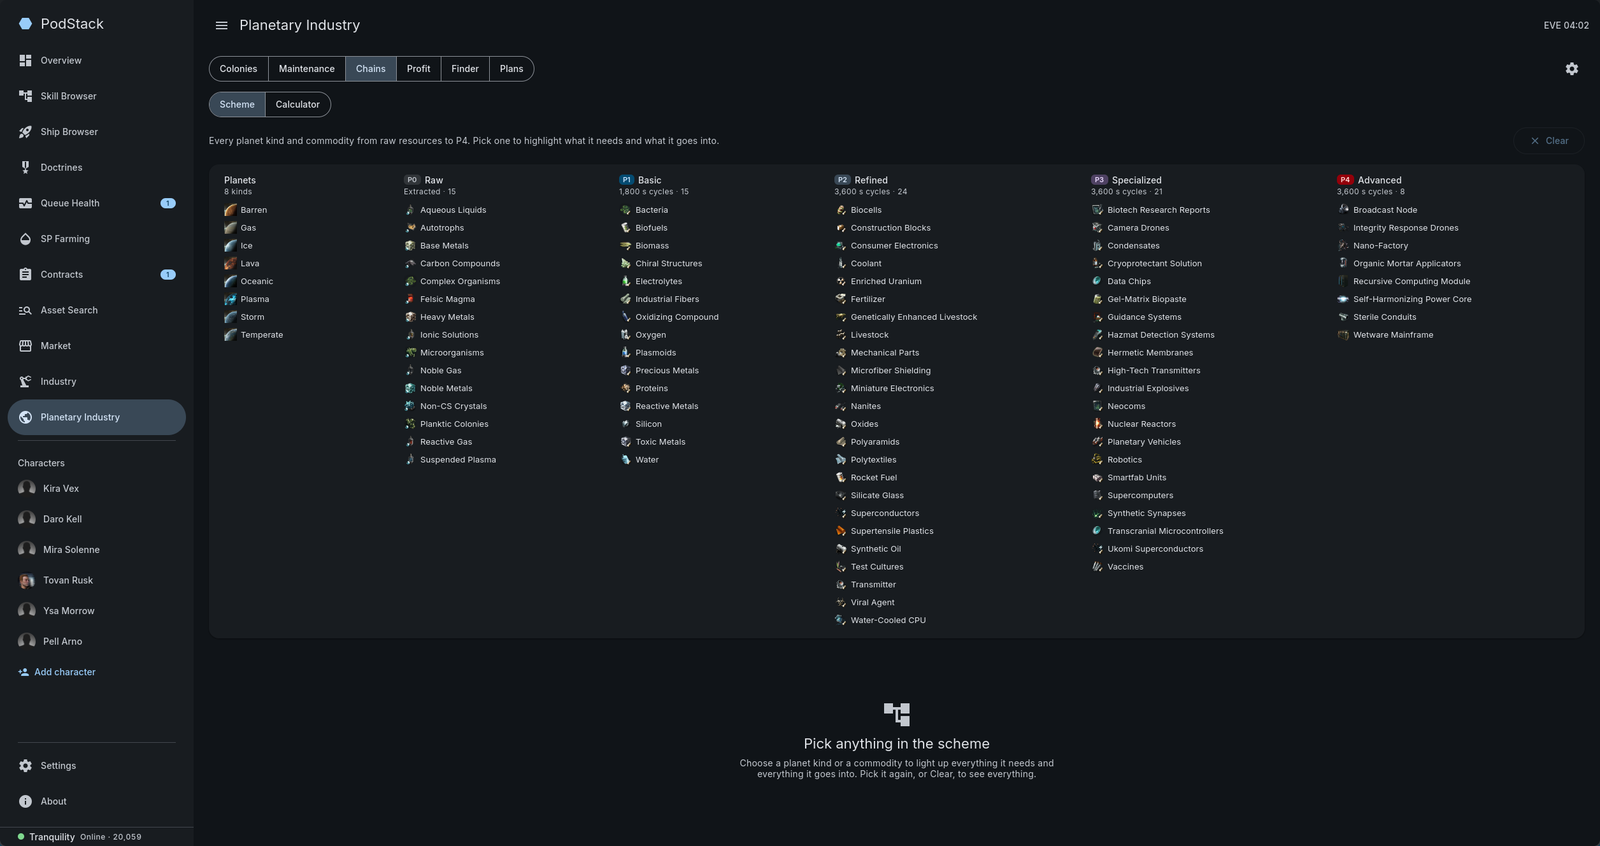 PodStack
Overview
Skill Browser
Ship Browser
Doctrines
Queue Health 1
SP Farming
Contracts 1
Asset Search
Market
Industry
Planetary Industry
Characters
Kira Vex
Daro Kell
Mira Solenne
Tovan Rusk
Ysa Morrow
Pell Arno
Add character
Settings
About
Tranquility Online · 20,059
Planetary Industry
EVE 04:02
Colonies Maintenance Chains Profit Finder Plans
Scheme Calculator
Every planet kind and commodity from raw resources to P4. Pick one to highlight what it needs and what it goes into.
Clear
Planets
8 kinds
Barren
Gas
Ice
Lava
Oceanic
Plasma
Storm
Temperate
P0 Raw
Extracted · 15
Aqueous Liquids
Autotrophs
Base Metals
Carbon Compounds
Complex Organisms
Felsic Magma
Heavy Metals
Ionic Solutions
Microorganisms
Noble Gas
Noble Metals
Non-CS Crystals
Planktic Colonies
Reactive Gas
Suspended Plasma
P1 Basic
1,800 s cycles · 15
Bacteria
Biofuels
Biomass
Chiral Structures
Electrolytes
Industrial Fibers
Oxidizing Compound
Oxygen
Plasmoids
Precious Metals
Proteins
Reactive Metals
Silicon
Toxic Metals
Water
P2 Refined
3,600 s cycles · 24
Biocells
Construction Blocks
Consumer Electronics
Coolant
Enriched Uranium
Fertilizer
Genetically Enhanced Livestock
Livestock
Mechanical Parts
Microfiber Shielding
Miniature Electronics
Nanites
Oxides
Polyaramids
Polytextiles
Rocket Fuel
Silicate Glass
Superconductors
Supertensile Plastics
Synthetic Oil
Test Cultures
Transmitter
Viral Agent
Water-Cooled CPU
P3 Specialized
3,600 s cycles · 21
Biotech Research Reports
Camera Drones
Condensates
Cryoprotectant Solution
Data Chips
Gel-Matrix Biopaste
Guidance Systems
Hazmat Detection Systems
Hermetic Membranes
High-Tech Transmitters
Industrial Explosives
Neocoms
Nuclear Reactors
Planetary Vehicles
Robotics
Smartfab Units
Supercomputers
Synthetic Synapses
Transcranial Microcontrollers
Ukomi Superconductors
Vaccines
P4 Advanced
3,600 s cycles · 8
Broadcast Node
Integrity Response Drones
Nano-Factory
Organic Mortar Applicators
Recursive Computing Module
Self-Harmonizing Power Core
Sterile Conduits
Wetware Mainframe
Pick anything in the scheme
Choose a planet kind or a commodity to light up everything it needs and
everything it goes into. Pick it again, or Clear, to see everything.